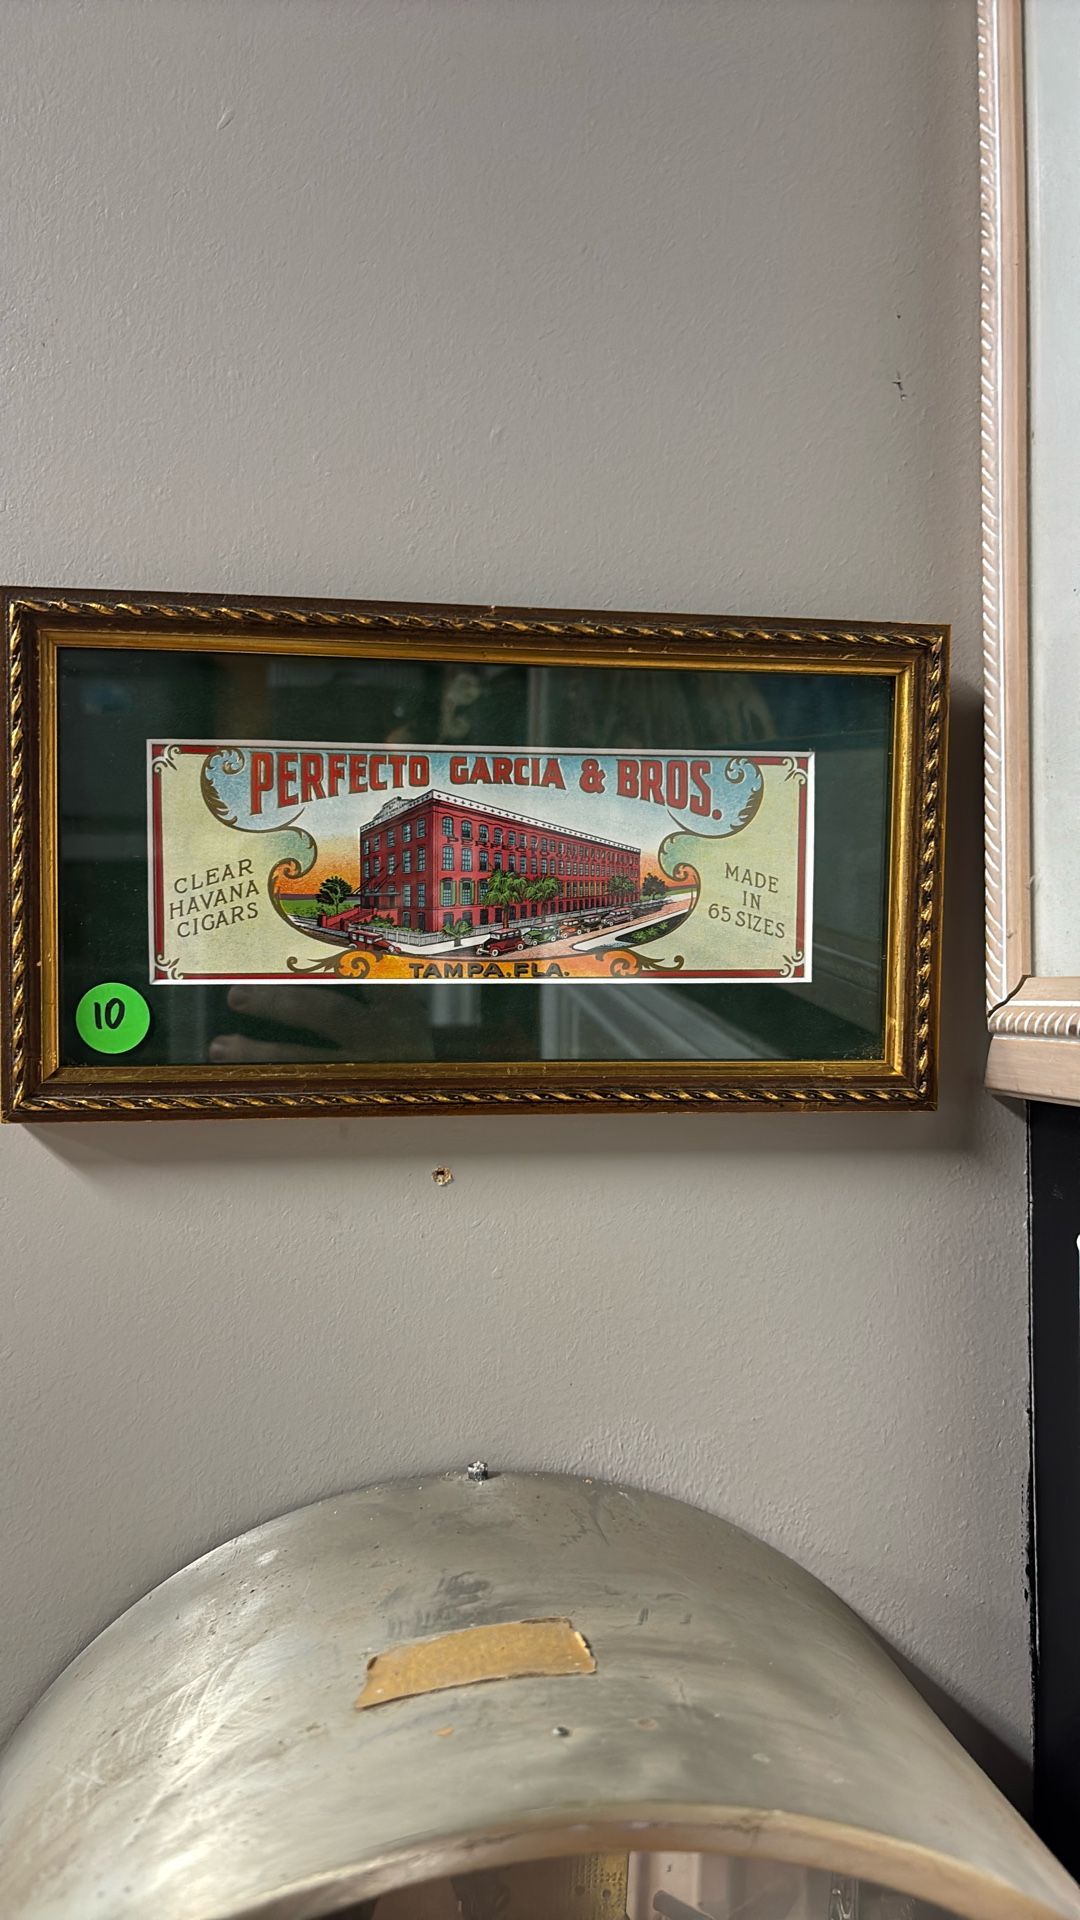 PERFECTO GARCIA & BROS.
CLEAR
HAVANA
CIGARS
MADE
IN
65 SIZES
TAMPA.FLA.
10